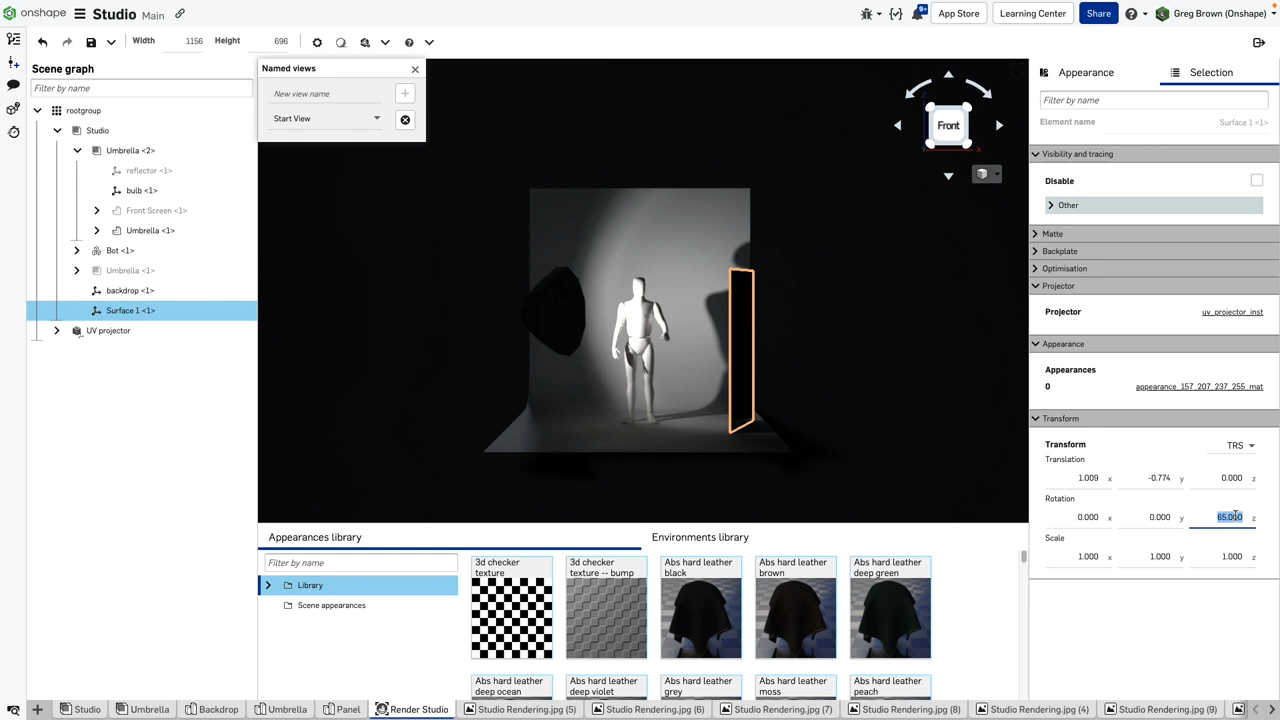 onshape
Studio Main
9+
App Store
Learning Center
Share
Greg Brown (Onshape)
Width 1156 Height 696
Scene graph
Filter by name
rootgroup
Studio
Umbrella <2>
reflector <1>
bulb <1>
Front Screen <1>
Umbrella <1>
Bot <1>
Umbrella <1>
backdrop <1>
Surface 1 <1>
UV projector
Named views
New view name
Start View
Front
X
Appearance
Selection
Filter by name
Element name Surface 1 <1>
Visibility and tracing
Disable
Other
Matte
Backplate
Optimisation
Projector
Projector uv_projector_inst
Appearance
Appearances
0 appearance_157_207_237_255_mat
Transform
Transform TRS
Translation
1.009 x -0.774 y 0.000 z
Rotation
0.000 x 0.000 y 65.000 z
Scale
1.000 x 1.000 y 1.000 z
Appearances library
Environments library
Filter by name
Library
Scene appearances
3d checker
texture
3d checker
texture -- bump
Abs hard leather
black
Abs hard leather
brown
Abs hard leather
deep green
Abs hard leather
deep ocean
Abs hard leather
deep violet
Abs hard leather
grey
Abs hard leather
moss
Abs hard leather
peach
Studio
Umbrella
Backdrop
Umbrella
Panel
Render Studio
Studio Rendering.jpg (5)
Studio Rendering.jpg (6)
Studio Rendering.jpg (7)
Studio Rendering.jpg (8)
Studio Rendering.jpg (4)
Studio Rendering.jpg (9)